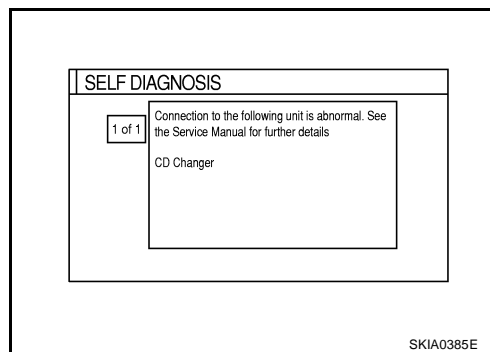 SELF DIAGNOSIS
1 of 1
Connection to the following unit is abnormal. See
the Service Manual for further details
CD Changer
SKIA0385E